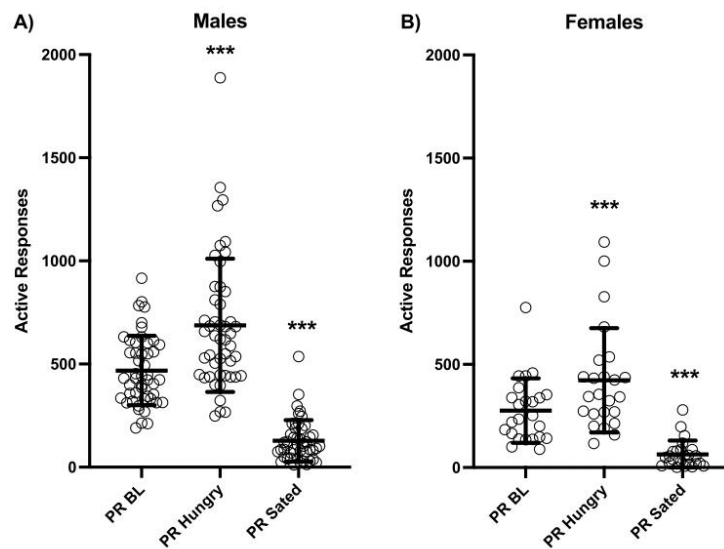 A)
Males
***
2000
1500
1000
500
0
Active Responses
***
PR BL
PR Hungry
PR Sated
B)
Females
2000
1500
1000
500
0
Active Responses
***
***
PR BL
PR Hungry
PR Sated